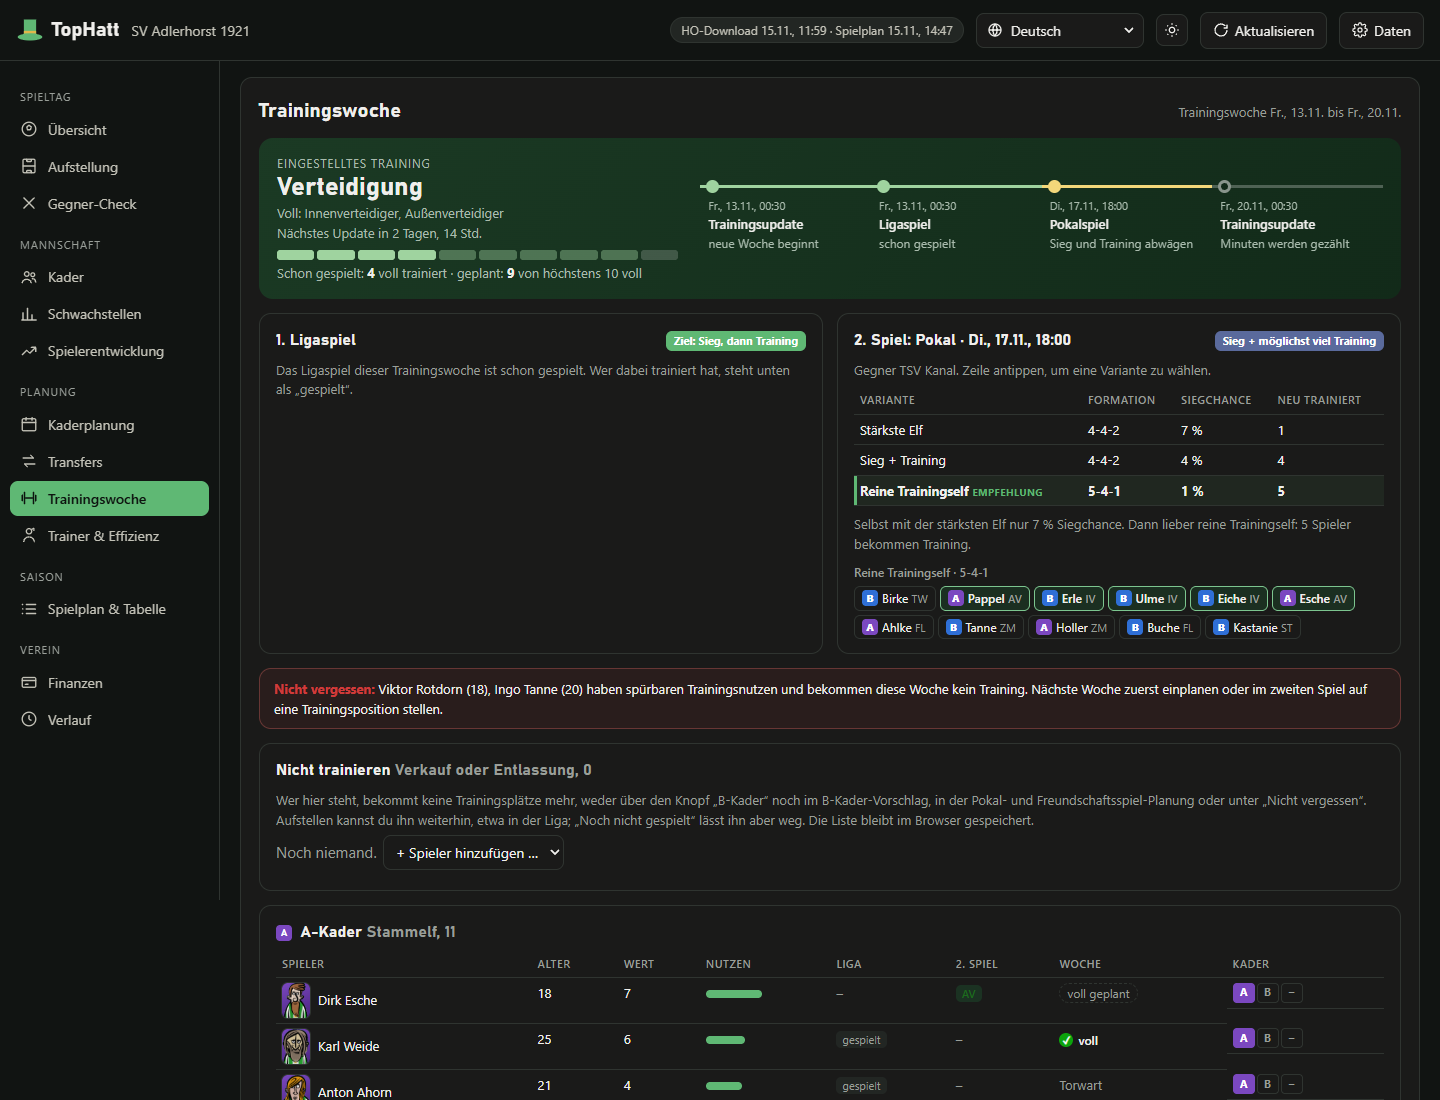 TopHatt SV Adlerhorst 1921
HO-Download 15.11., 11:59 · Spielplan 15.11., 14:47
Deutsch
Aktualisieren
Daten
SPIELTAG
Übersicht
Aufstellung
Gegner-Check
MANNSCHAFT
Kader
Schwachstellen
Spielerentwicklung
PLANUNG
Kaderplanung
Transfers
Trainingswoche
Trainer & Effizienz
SAISON
Spielplan & Tabelle
VEREIN
Finanzen
Verlauf
Trainingswoche
Trainingswoche Fr., 13.11. bis Fr., 20.11.
EINGESTELLTES TRAINING
Verteidigung
Voll: Innenverteidiger, Außenverteidiger
Nächstes Update in 2 Tagen, 14 Std.
Schon gespielt: 4 voll trainiert · geplant: 9 von höchstens 10 voll
Fr., 13.11., 00:30
Trainingsupdate
neue Woche beginnt
Fr., 13.11., 00:30
Ligaspiel
schon gespielt
Di., 17.11., 18:00
Pokalspiel
Sieg und Training abwägen
Fr., 20.11., 00:30
Trainingsupdate
Minuten werden gezählt
1. Ligaspiel
Ziel: Sieg, dann Training
Das Ligaspiel dieser Trainingswoche ist schon gespielt. Wer dabei trainiert hat, steht unten
als „gespielt“.
2. Spiel: Pokal · Di., 17.11., 18:00
Sieg + möglichst viel Training
Gegner TSV Kanal. Zeile antippen, um eine Variante zu wählen.
VARIANTE FORMATION SIEGCHANCE NEU TRAINIERT
Stärkste Elf 4-4-2 7 % 1
Sieg + Training 4-4-2 4 % 4
Reine Trainingself EMPFEHLUNG 5-4-1 1 % 5
Selbst mit der stärksten Elf nur 7 % Siegchance. Dann lieber reine Trainingself: 5 Spieler
bekommen Training.
Reine Trainingself · 5-4-1
B Birke TW A Pappel AV B Erle IV B Ulme IV B Eiche IV A Esche AV
A Ahlke FL B Tanne ZM A Holler ZM B Buche FL B Kastanie ST
Nicht vergessen: Viktor Rotdorn (18), Ingo Tanne (20) haben spürbaren Trainingsnutzen und bekommen diese Woche kein Training. Nächste Woche zuerst einplanen oder im zweiten Spiel auf
eine Trainingsposition stellen.
Nicht trainieren Verkauf oder Entlassung, 0
Wer hier steht, bekommt keine Trainingsplätze mehr, weder über den Knopf „B-Kader“ noch im B-Kader-Vorschlag, in der Pokal- und Freundschaftsspiel-Planung oder unter „Nicht vergessen“.
Aufstellen kannst du ihn weiterhin, etwa in der Liga; „Noch nicht gespielt“ lässt ihn aber weg. Die Liste bleibt im Browser gespeichert.
Noch niemand. + Spieler hinzufügen ...
A A-Kader Stammelf, 11
SPIELER ALTER WERT NUTZEN LIGA 2. SPIEL WOCHE KADER
Dirk Esche 18 7 – AV voll geplant A B –
Karl Weide 25 6 gespielt – voll A B –
Anton Ahorn 21 4 gespielt – Torwart A B –